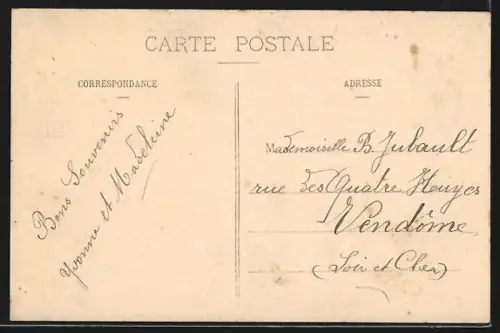 CARTE POSTALE
CORRESPONDANCE
ADRESSE
Bons Souvenirs
Yvonne et Madeleine
Mademoiselle B. Jubault
rue des Quatre Huyes
Vendôme
(Loir et Cher)